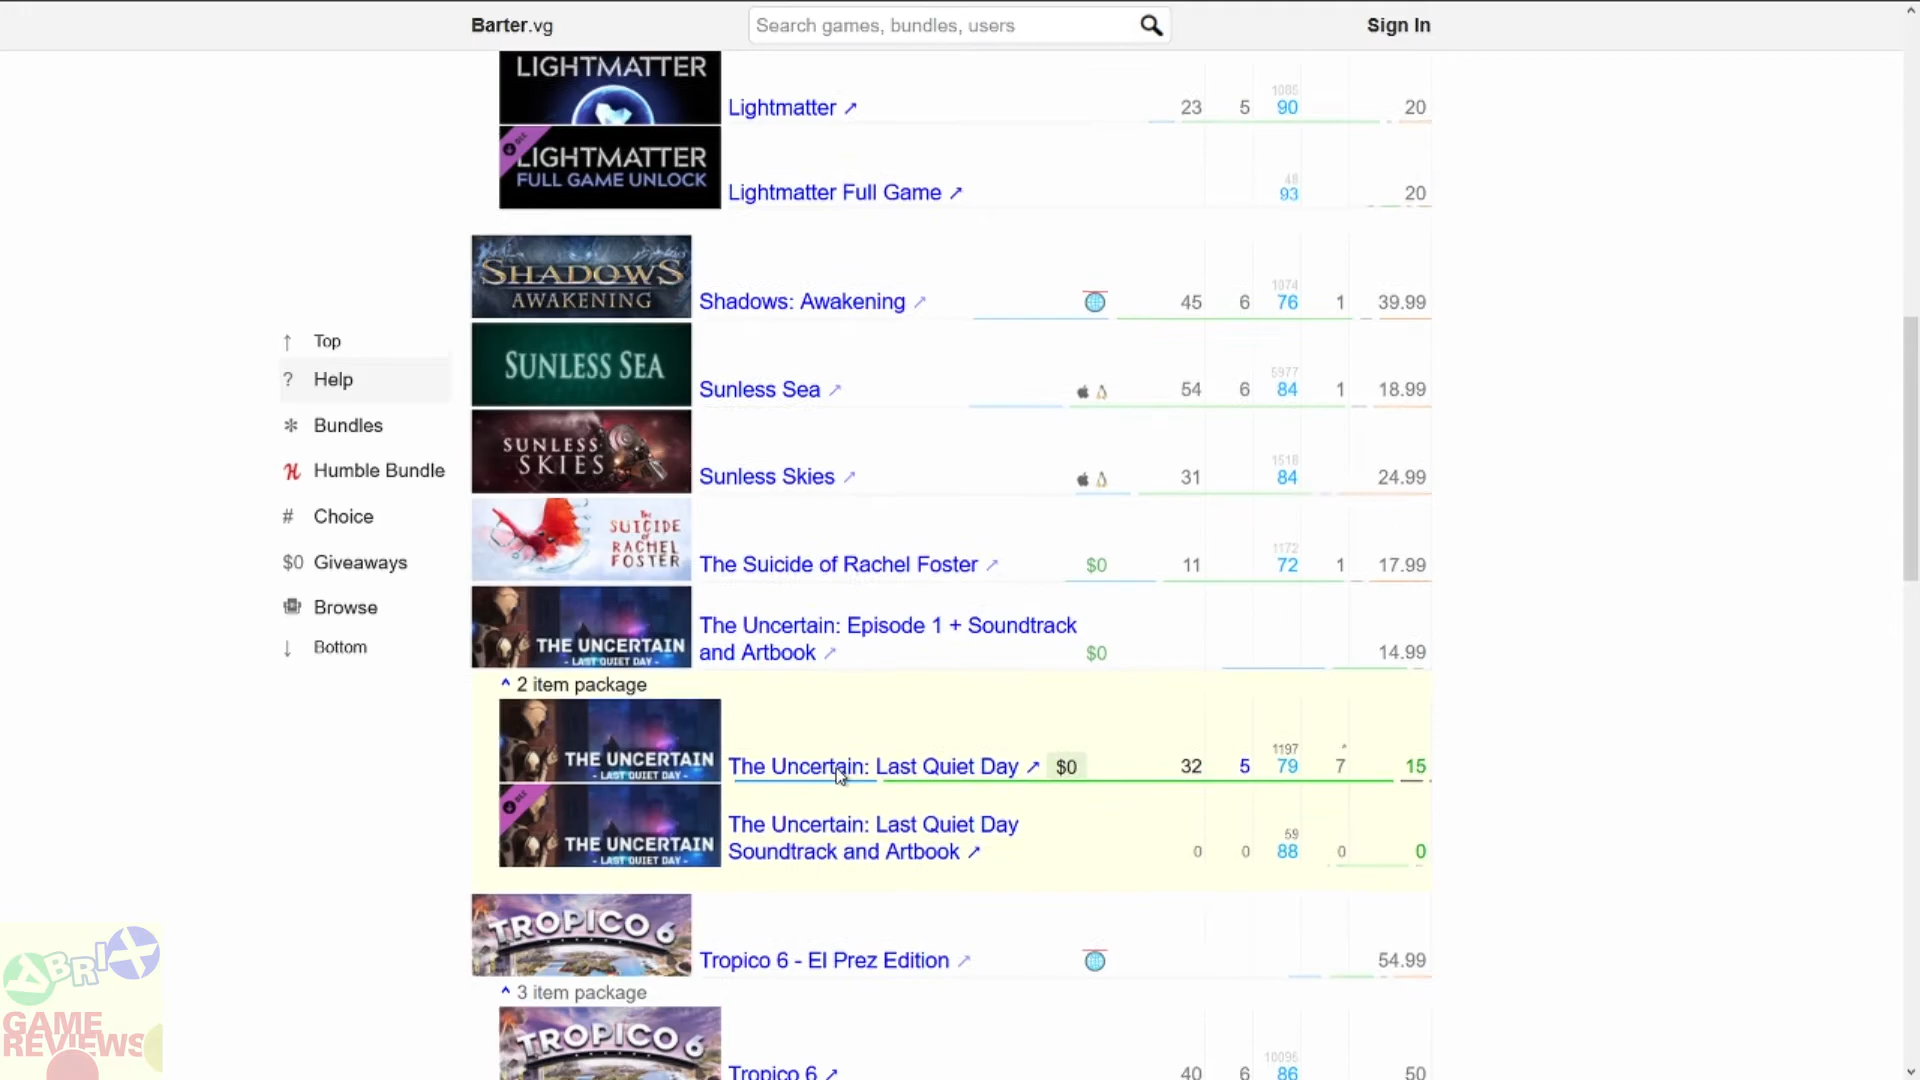 Barter.vg
Search games, bundles, users
Sign In
LIGHTMATTER
Lightmatter ↗ 23 5 1085 90 20
DLC
LIGHTMATTER
FULL GAME UNLOCK
Lightmatter Full Game ↗ 48 93 20
SHADOWS
AWAKENING
Shadows: Awakening ↗ 45 6 1074 76 1 39.99
SUNLESS SEA
Sunless Sea ↗ 54 6 5977 84 1 18.99
SUNLESS
SKIES
Sunless Skies ↗ 31 1518 84 24.99
The
SUICIDE
of
RACHEL
FOSTER
The Suicide of Rachel Foster ↗ $0 11 1172 72 1 17.99
THE UNCERTAIN
- LAST QUIET DAY -
The Uncertain: Episode 1 + Soundtrack
and Artbook ↗ $0 14.99
^ 2 item package
THE UNCERTAIN
- LAST QUIET DAY -
The Uncertain: Last Quiet Day ↗ $0 32 5 1197 79 * 7 15
DLC
THE UNCERTAIN
- LAST QUIET DAY -
The Uncertain: Last Quiet Day
Soundtrack and Artbook ↗ 0 0 59 88 0 0
TROPICO 6
Tropico 6 - El Prez Edition ↗ 54.99
^ 3 item package
TROPICO 6
Tropico 6 ↗ 40 6 10095 86 50
↑ Top
? Help
* Bundles
H Humble Bundle
# Choice
$0 Giveaways
Browse
↓ Bottom
ABRIX
GAME
REVIEWS